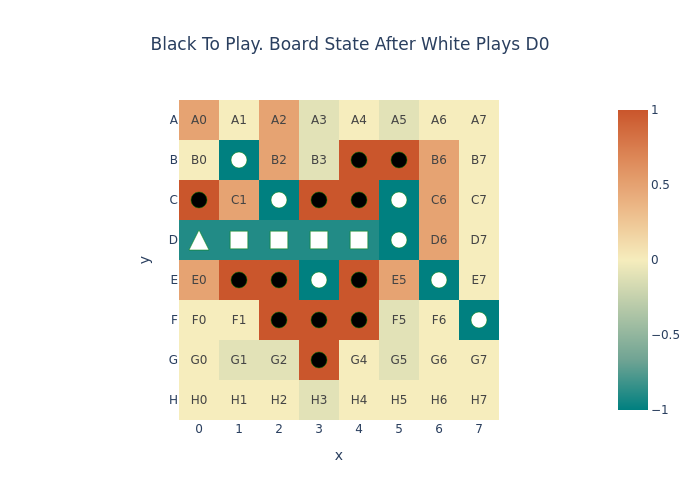 Black To Play. Board State After White Plays D0
A A0 A1 A2 A3 A4 A5 A6 A7
B B0 B2 B3 B6 B7
C C1 C6 C7
D D6 D7
E E0 E5 E7
F F0 F1 F5 F6
G G0 G1 G2 G4 G5 G6 G7
H H0 H1 H2 H3 H4 H5 H6 H7
0 1 2 3 4 5 6 7
x
y
1
0.5
0
−0.5
−1